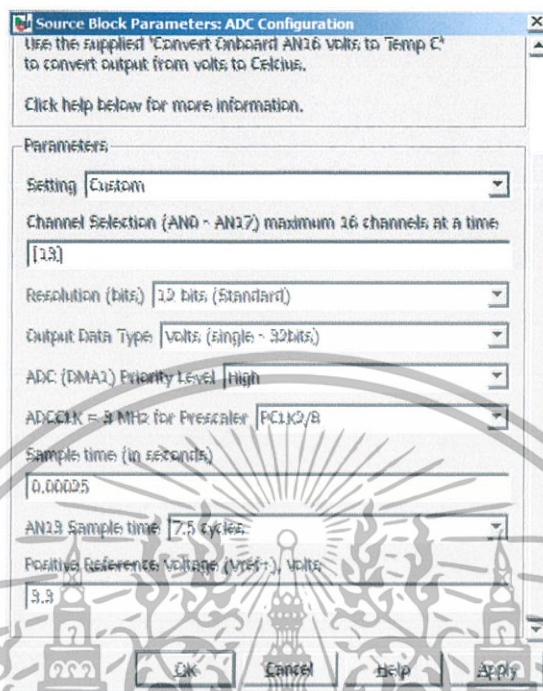 Source Block Parameters: ADC Configuration
Use the supplied "Convert Onboard AN16 volts to Temp C"
to convert output from volts to Celcius.
Click help below for more information.
Parameters
Setting Custom
Channel Selection (AN0 - AN17) maximum 16 channels at a time
[13]
Resolution (bits) 12 bits (Standard)
Output Data Type Volts (single - 32bits)
ADC (DMA1) Priority Level High
ADCCLK = 9 MHz for Prescaler PCLK2/8
Sample time (in seconds)
0.00025
AN13 Sample time 7.5 cycles
Positive Reference Voltage (Vref+), volts
3.3
OK Cancel Help Apply